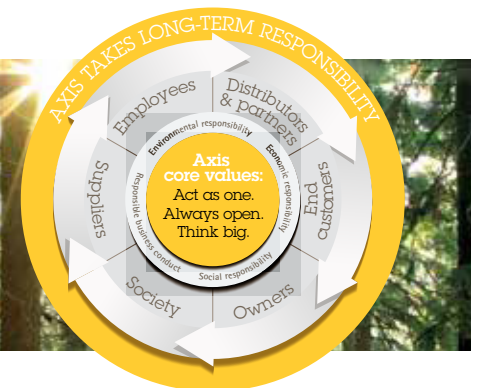 AXIS TAKES LONG-TERM RESPONSIBILITY
Employees
Distributors
& partners
End
customers
Owners
Society
Suppliers
Environmental responsibility
Economic responsibility
Social responsibility
Responsible business conduct
Axis
core values:
Act as one.
Always open.
Think big.